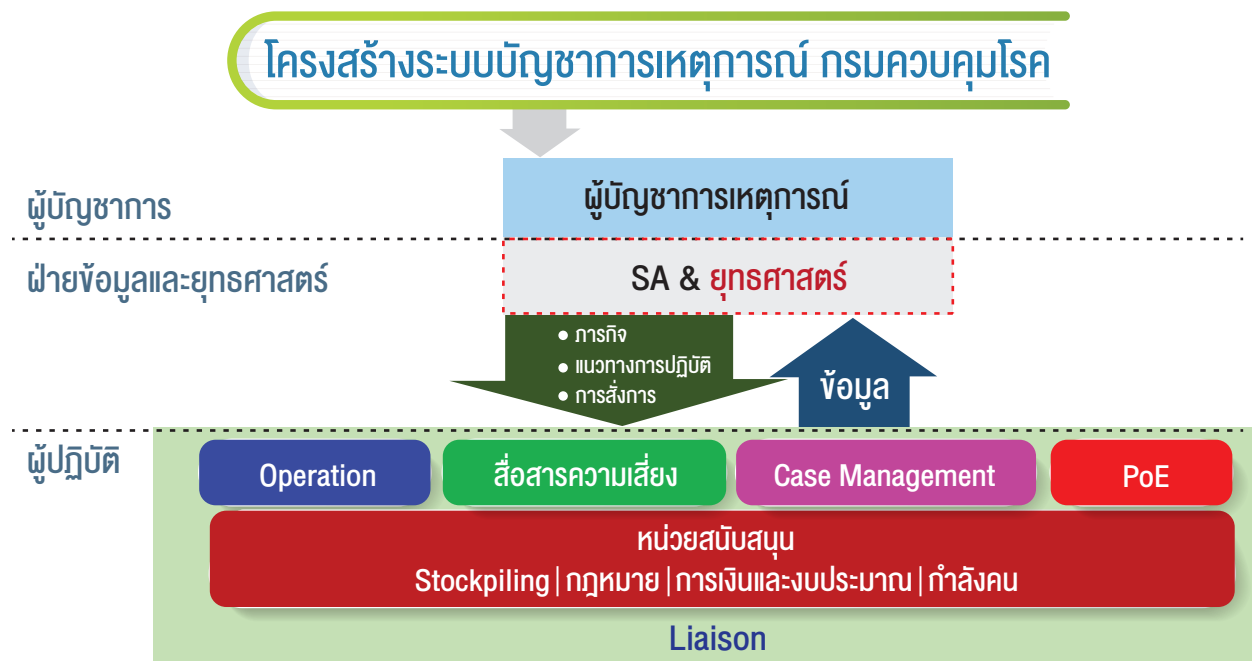 โครงสร้างระบบบัญชาการเหตุการณ์ กรมควบคุมโรค
ผู้บัญชาการ
ผู้บัญชาการเหตุการณ์
ฝ่ายข้อมูลและยุทธศาสตร์
SA & ยุทธศาสตร์
• ภารกิจ
• แนวทางการปฏิบัติ
• การสั่งการ
ข้อมูล
ผู้ปฏิบัติ
Operation
สื่อสารความเสี่ยง
Case Management
PoE
หน่วยสนับสนุน
Stockpiling|กฎหมาย|การเงินและงบประมาณ|กำลังคน
Liaison